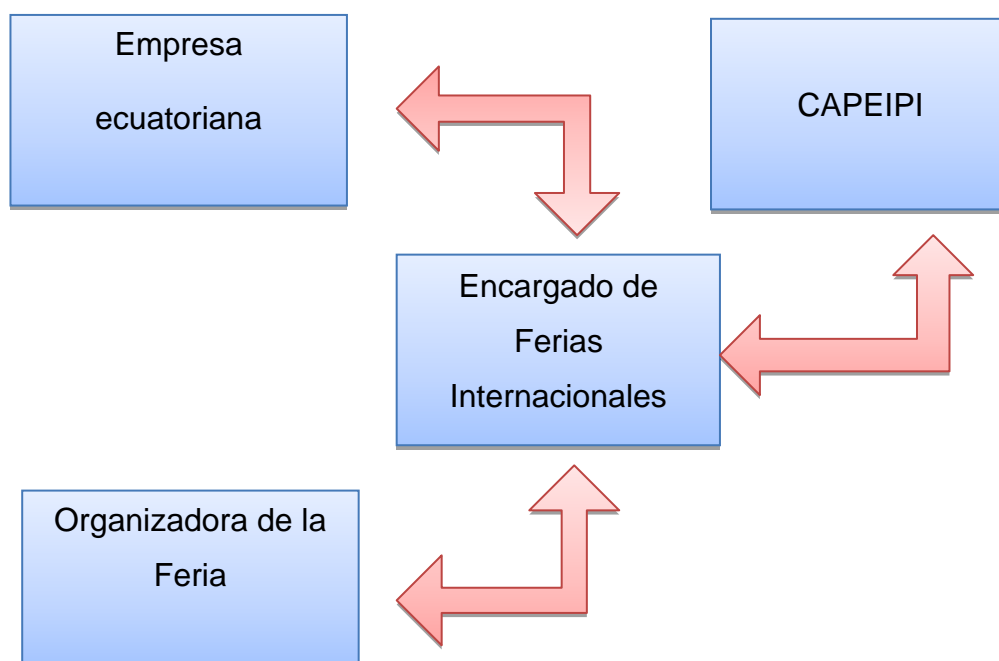 Empresa
ecuatoriana
CAPEIPI
Encargado de
Ferias
Internacionales
Organizadora de la
Feria